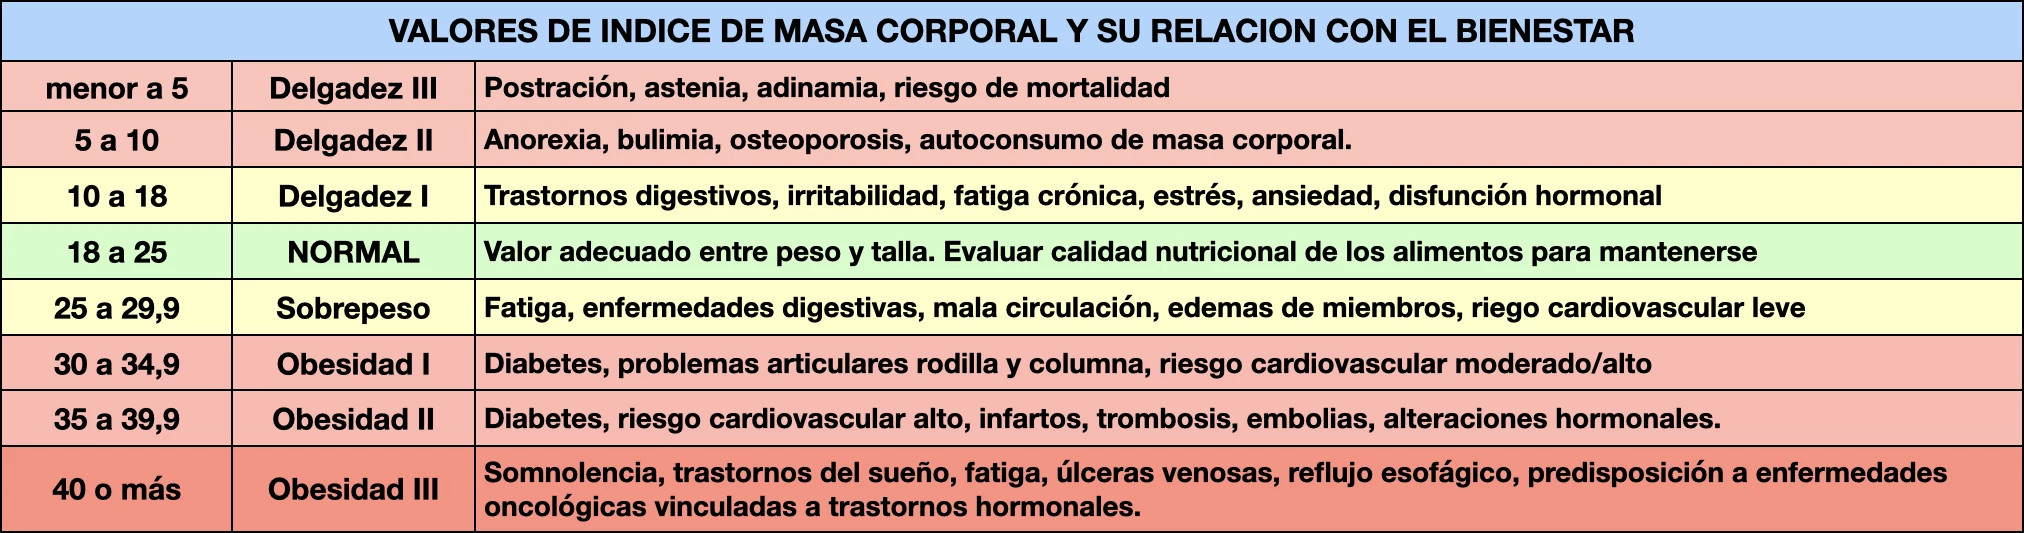 VALORES DE INDICE DE MASA CORPORAL Y SU RELACION CON EL BIENESTAR
menor a 5 Delgadez III Postración, astenia, adinamia, riesgo de mortalidad
5 a 10 Delgadez II Anorexia, bulimia, osteoporosis, autoconsumo de masa corporal.
10 a 18 Delgadez I Trastornos digestivos, irritabilidad, fatiga crónica, estrés, ansiedad, disfunción hormonal
18 a 25 NORMAL Valor adecuado entre peso y talla. Evaluar calidad nutricional de los alimentos para mantenerse
25 a 29,9 Sobrepeso Fatiga, enfermedades digestivas, mala circulación, edemas de miembros, riego cardiovascular leve
30 a 34,9 Obesidad I Diabetes, problemas articulares rodilla y columna, riesgo cardiovascular moderado/alto
35 a 39,9 Obesidad II Diabetes, riesgo cardiovascular alto, infartos, trombosis, embolias, alteraciones hormonales.
40 o más Obesidad III Somnolencia, trastornos del sueño, fatiga, úlceras venosas, reflujo esofágico, predisposición a enfermedades
oncológicas vinculadas a trastornos hormonales.